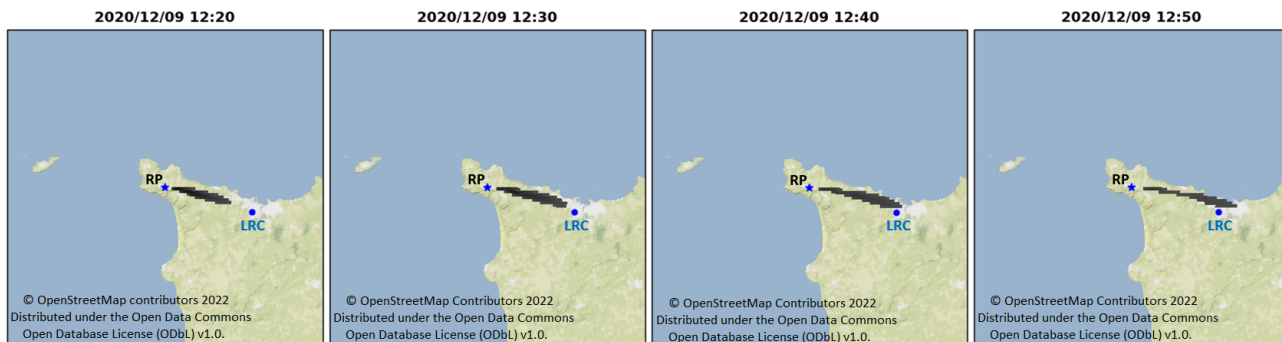 2020/12/09 12:20
RP
LRC
© OpenStreetMap contributors 2022
Distributed under the Open Data Commons
Open Database License (ODbL) v1.0.
2020/12/09 12:30
RP
LRC
© OpenStreetMap Contributors 2022
Distributed under the Open Data Commons
Open Database License (ODbL) v1.0.
2020/12/09 12:40
RP
LRC
© OpenStreetMap Contributors 2022
Distributed under the Open Data Commons
Open Database License (ODbL) v1.0.
2020/12/09 12:50
RP
LRC
© OpenStreetMap Contributors 2022
Distributed under the Open Data Commons
Open Database License (ODbL) v1.0.